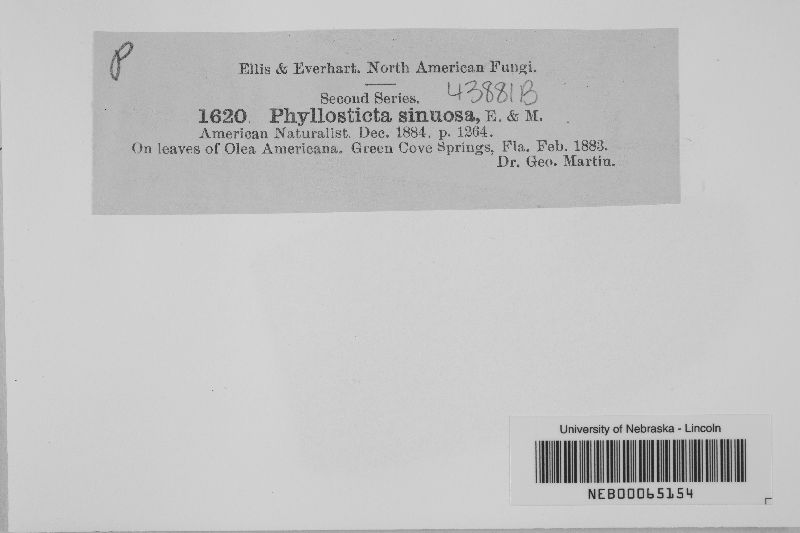 P
Ellis & Everhart. North American Fungi.
Second Series. 43881B
1620. Phyllosticta sinuosa, E. & M.
American Naturalist. Dec. 1884. p. 1264.
On leaves of Olea Americana. Green Cove Springs, Fla. Feb. 1883.
Dr. Geo. Martin.
University of Nebraska - Lincoln
NEB00065154